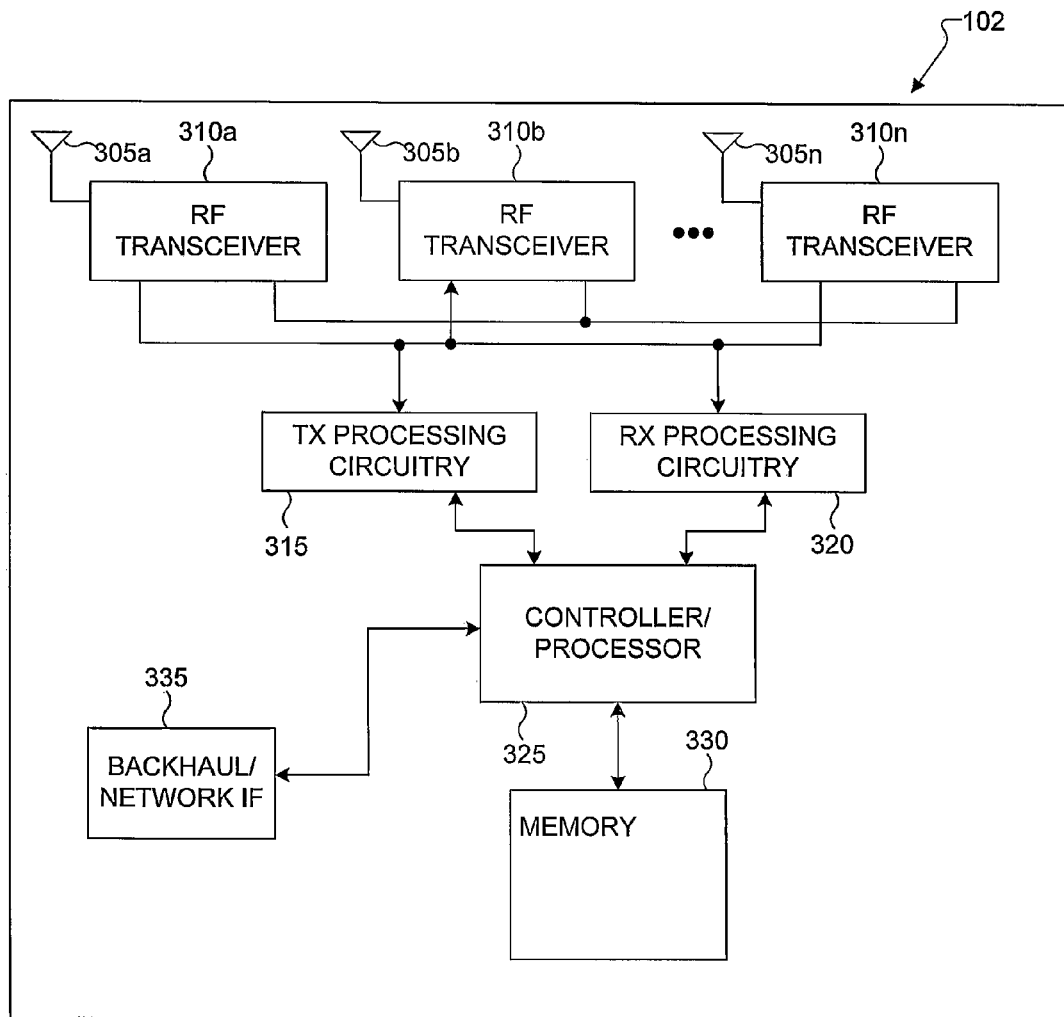 102
310a
310b
310n
305a
305b
305n
RF
TRANSCEIVER
RF
TRANSCEIVER
RF
TRANSCEIVER
TX PROCESSING
CIRCUITRY
RX PROCESSING
CIRCUITRY
315
320
CONTROLLER/
PROCESSOR
335
325
330
BACKHAUL/
NETWORK IF
MEMORY